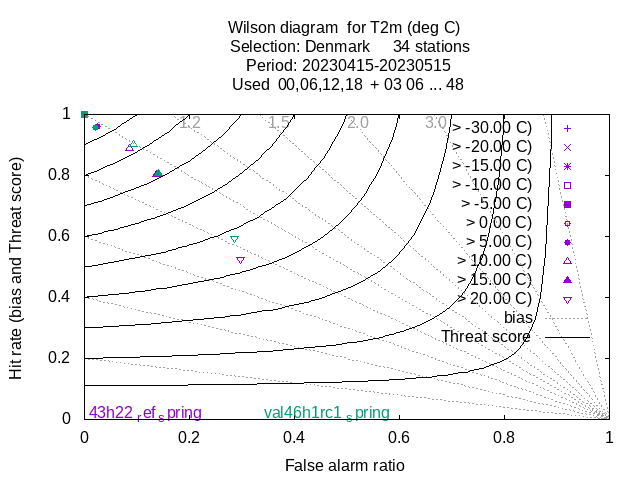 Wilson diagram  for T2m (deg C)
Selection: Denmark     34 stations
Period: 20230415-20230515
Used  00,06,12,18  + 03 06 ... 48
1
0.8
0.6
0.4
0.2
0
Hit rate (bias and Threat score)
1.2
1.5
2.0
3.0
> -30.00 C)
> -20.00 C)
> -15.00 C)
> -10.00 C)
> -5.00 C)
> 0.00 C)
> 5.00 C)
> 10.00 C)
> 15.00 C)
> 20.00 C)
bias
Threat score
43h22 ref s pring
val46h1rc1 s pring
0
0.2
0.4
0.6
0.8
1
False alarm ratio